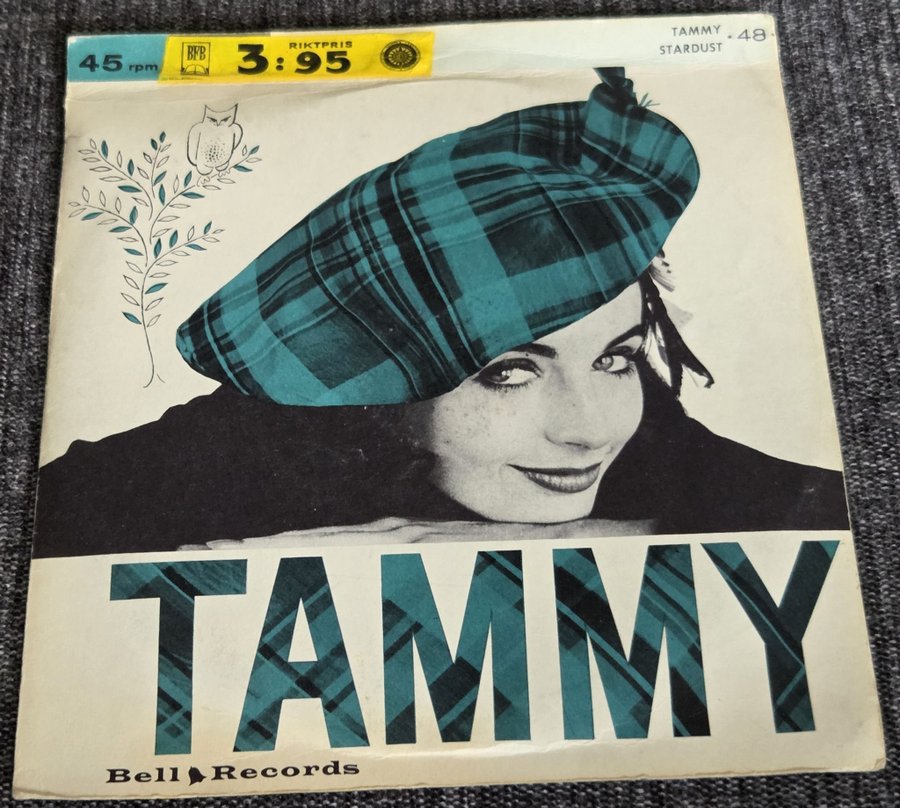 45 rpm
BFB
RIKTPRIS
3:95
TAMMY
STARDUST
·48·
TAMMY
Bell Records